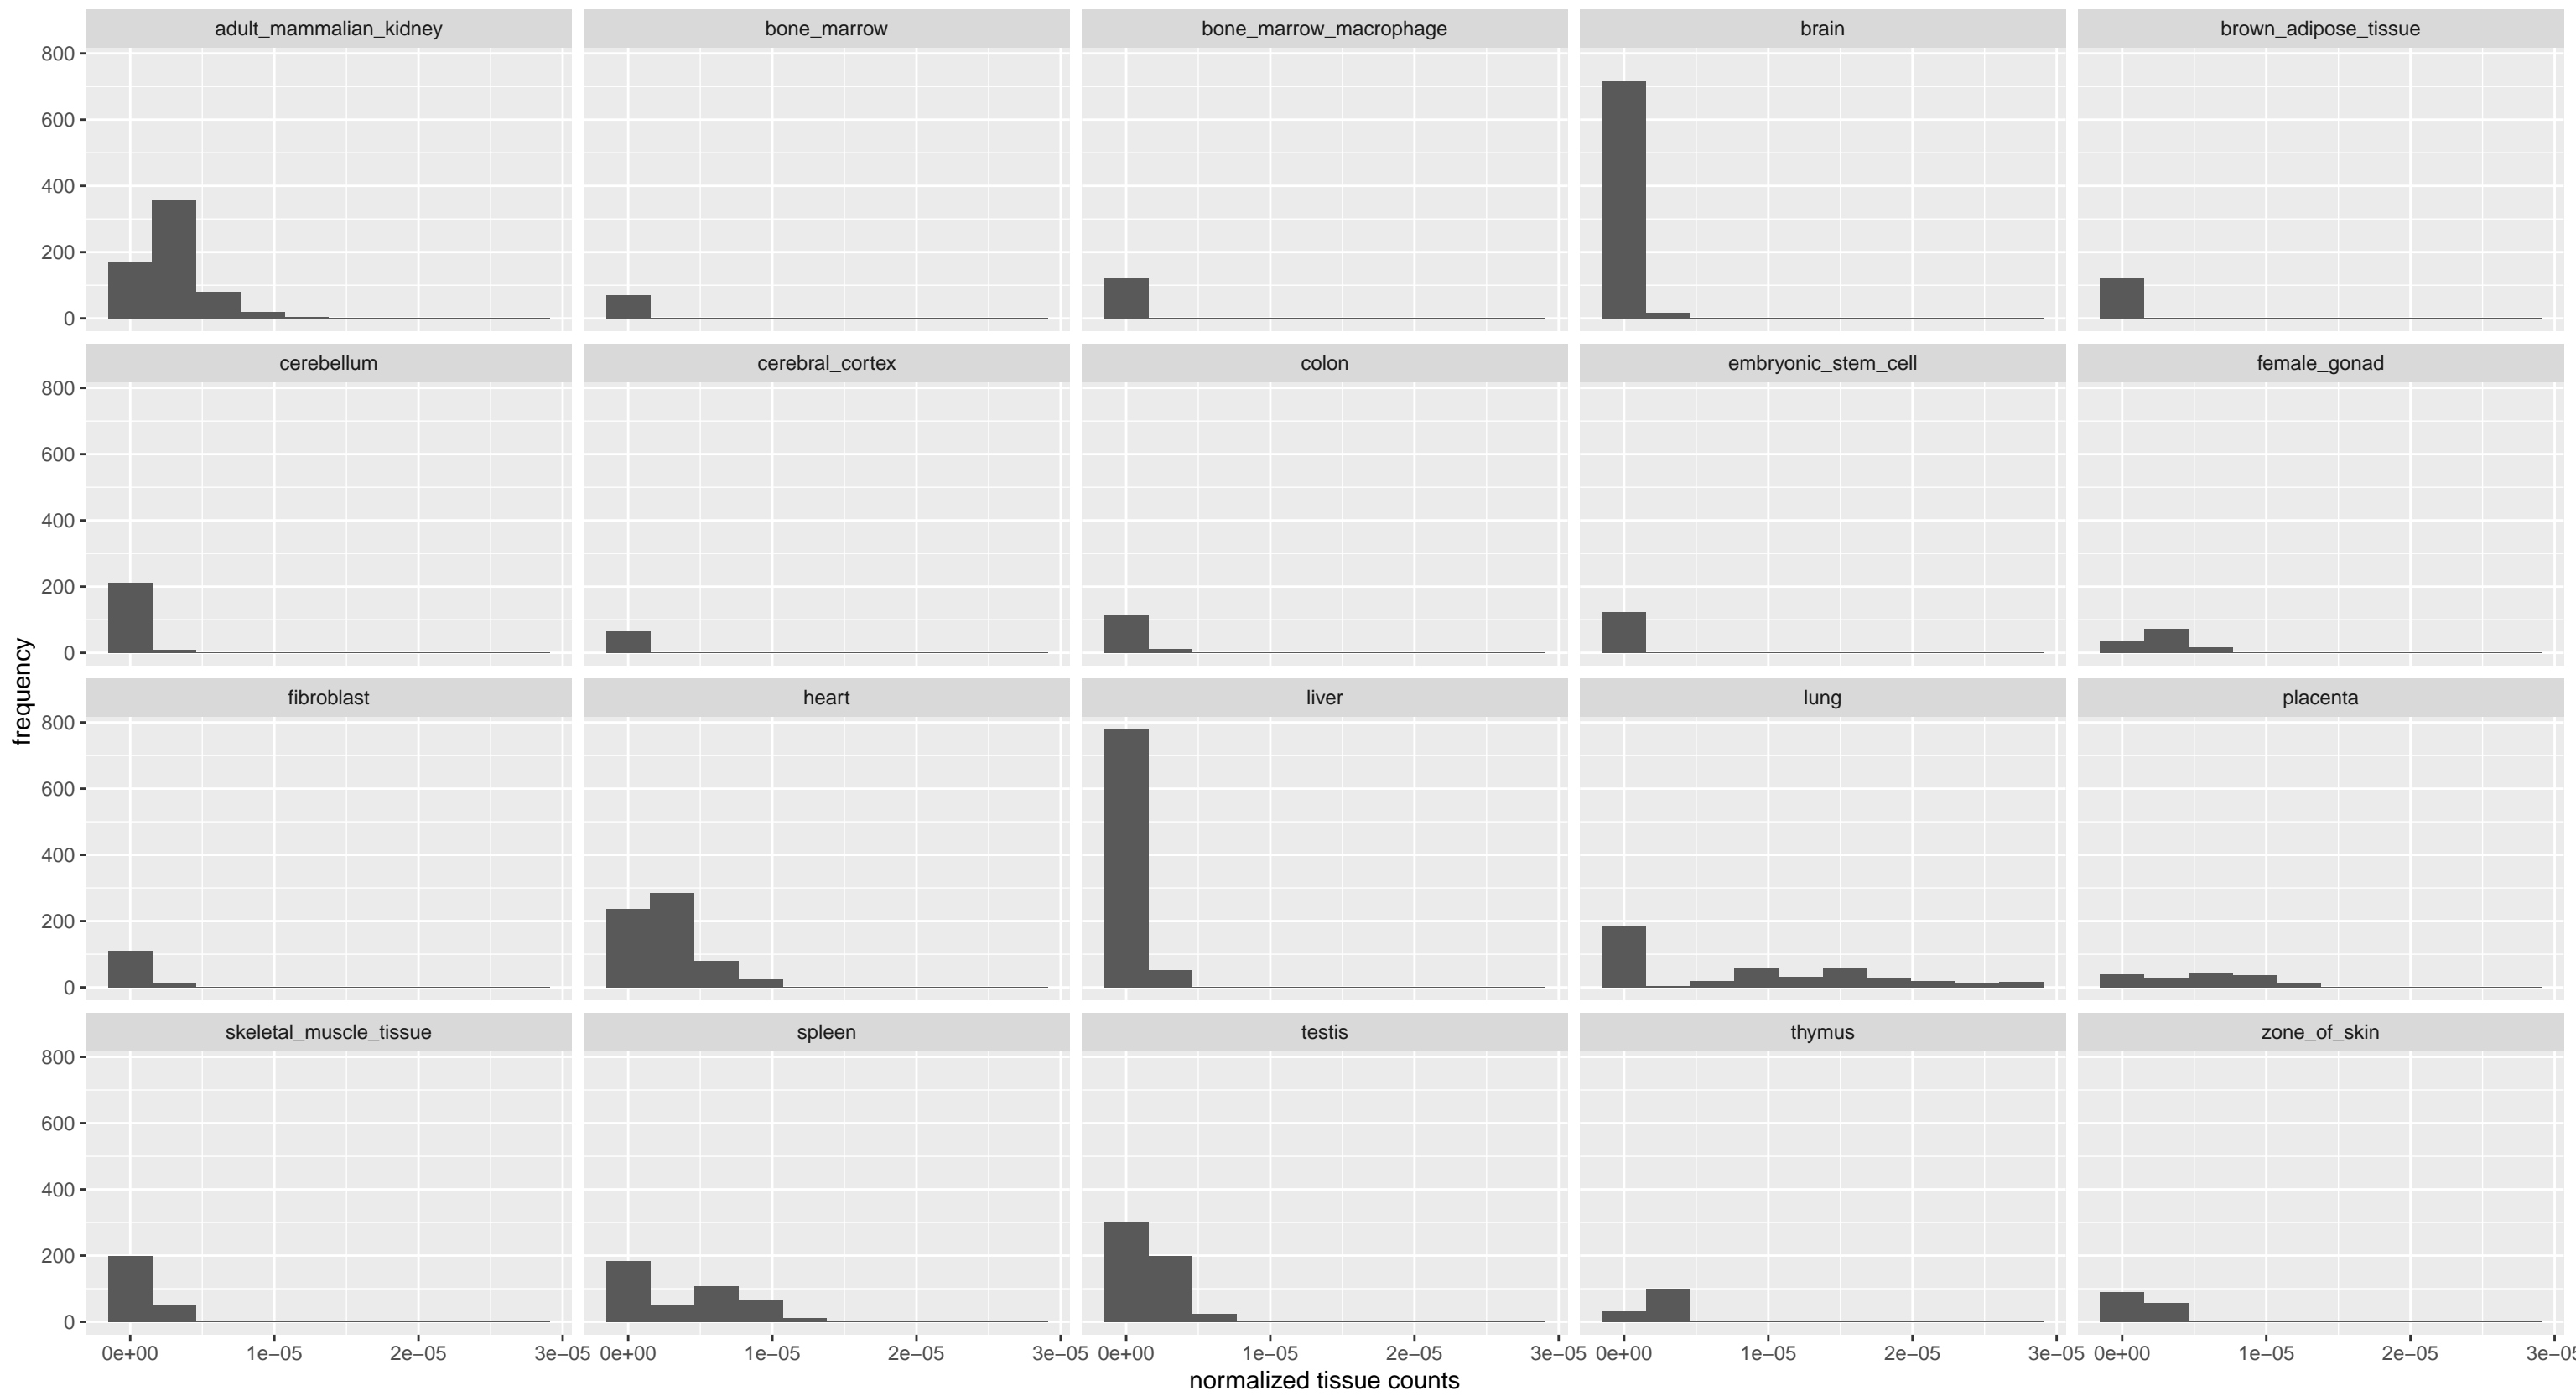 adult_mammalian_kidney bone_marrow bone_marrow_macrophage brain brown_adipose_tissue
800
600
400
200
0
cerebellum cerebral_cortex colon embryonic_stem_cell female_gonad
800
600
400
200
0
frequency
fibroblast heart liver lung placenta
800
600
400
200
0
skeletal_muscle_tissue spleen testis thymus zone_of_skin
800
600
400
200
0
0e+00 1e−05 2e−05 3e−05 0e+00 1e−05 2e−05 3e−05 0e+00 1e−05 2e−05 3e−05 0e+00 1e−05 2e−05 3e−05 0e+00 1e−05 2e−05
normalized tissue counts